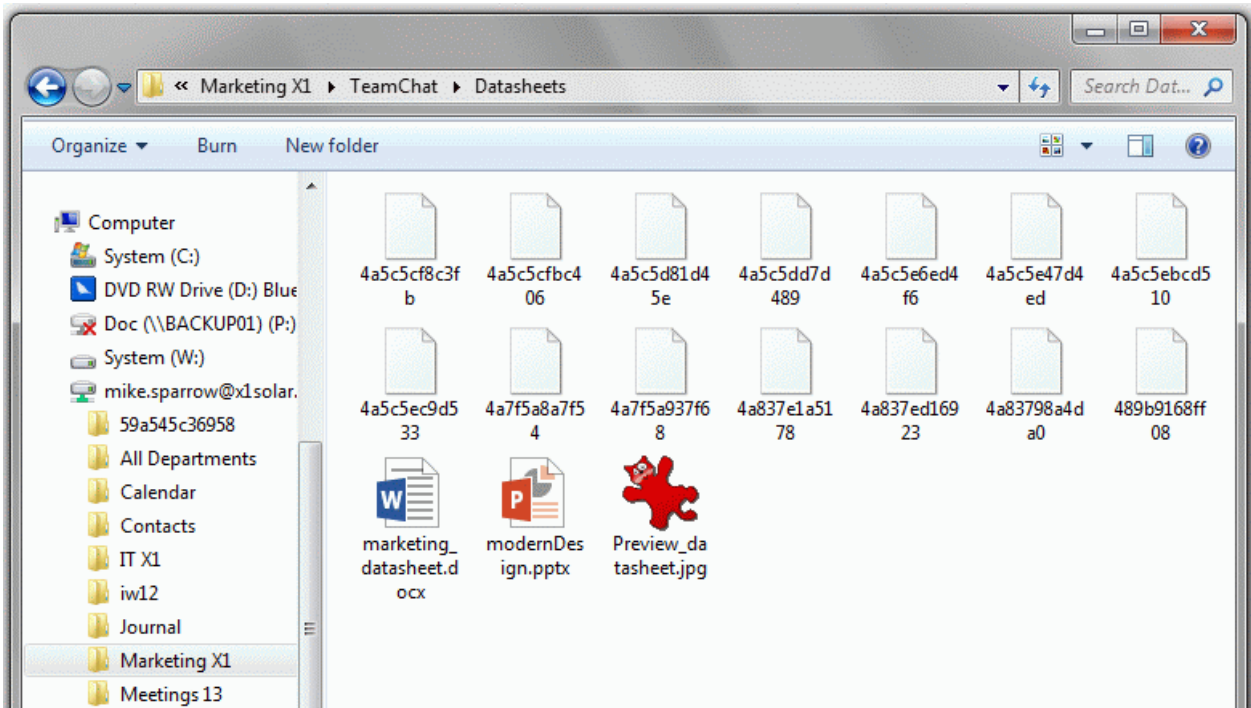 « Marketing X1 ▸ TeamChat ▸ Datasheets
Search Dat...
Organize
Burn
New folder
Computer
System (C:)
DVD RW Drive (D:) Blue
Doc (\\BACKUP01) (P:)
System (W:)
mike.sparrow@x1solar.
59a545c36958
All Departments
Calendar
Contacts
IT X1
iw12
Journal
Marketing X1
Meetings 13
4a5c5cf8c3f
b
4a5c5cfbc4
06
4a5c5d81d4
5e
4a5c5dd7d
489
4a5c5e6ed4
f6
4a5c5e47d4
ed
4a5c5ebcd5
10
4a5c5ec9d5
33
4a7f5a8a7f5
4
4a7f5a937f6
8
4a837e1a51
78
4a837ed169
23
4a83798a4d
a0
489b9168ff
08
marketing_
datasheet.d
ocx
modernDes
ign.pptx
Preview_da
tasheet.jpg